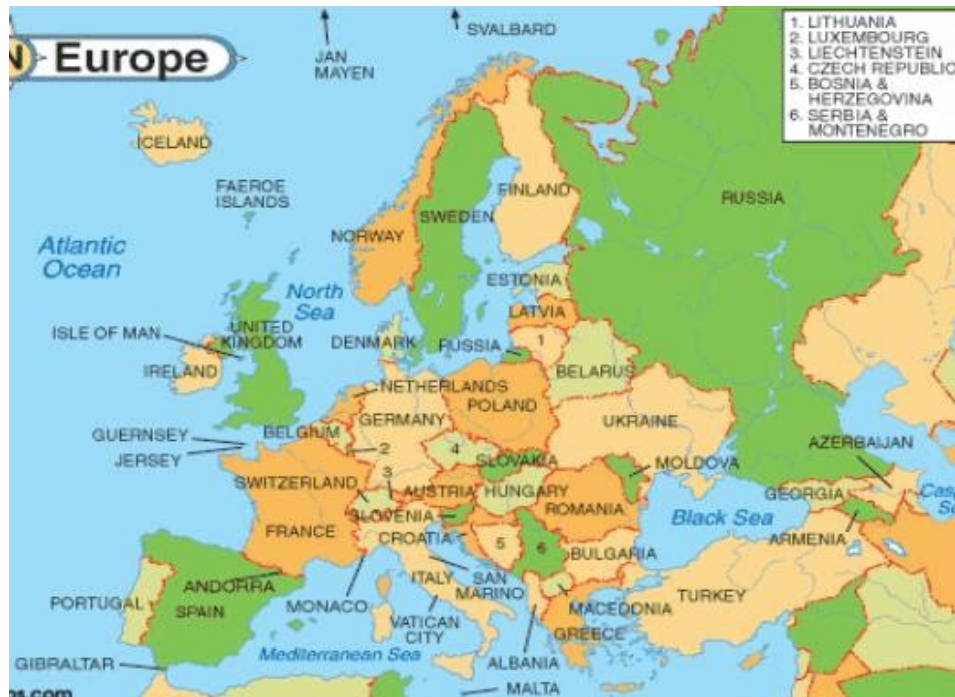 N
Europe
JAN
MAYEN
SVALBARD
1. LITHUANIA
2. LUXEMBOURG
3. LIECHTENSTEIN
4. CZECH REPUBLIC
5. BOSNIA &
HERZEGOVINA
6. SERBIA &
MONTENEGRO
ICELAND
FAEROE
ISLANDS
FINLAND
RUSSIA
SWEDEN
NORWAY
Atlantic
Ocean
North
Sea
ESTONIA
LATVIA
ISLE OF MAN
UNITED
KINGDOM
DENMARK
RUSSIA
1
BELARUS
IRELAND
NETHERLANDS
GERMANY
POLAND
UKRAINE
GUERNSEY
JERSEY
BELGIUM
2
4
SLOVAKIA
MOLDOVA
AZERBAIJAN
3
SWITZERLAND
AUSTRIA
HUNGARY
ROMANIA
GEORGIA
Casp
Se
SLOVENIA
FRANCE
CROATIA
5
6
Black Sea
ARMENIA
BULGARIA
ANDORRA
ITALY
SAN
MARINO
PORTUGAL
SPAIN
MONACO
VATICAN
CITY
MACEDONIA
TURKEY
GREECE
Mediterranean Sea
GIBRALTAR
ALBANIA
MALTA
ps.com